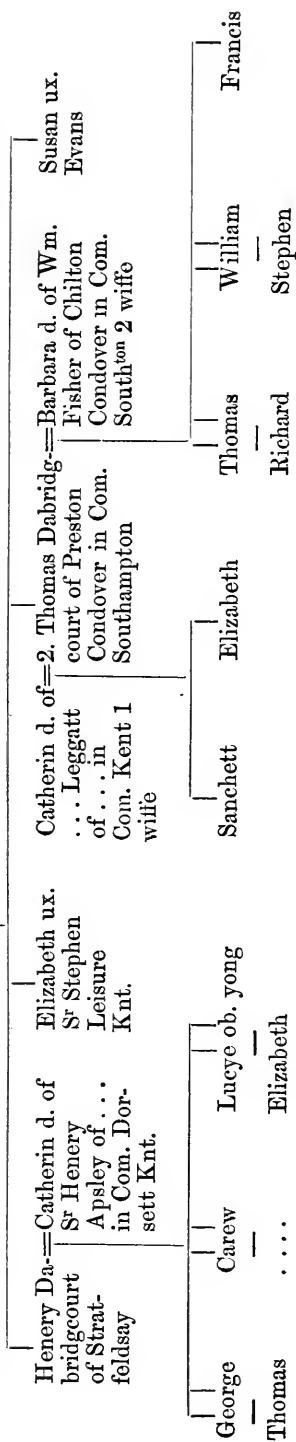 Henery Da-=Catherin d. of
bridgcourt Sr Henery
of Strat- Apsley of ...
feldsay in Com. Dor-
sett Knt.
Elizabeth ux.
Sr Stephen
Leisure
Knt.
Catherin d. of=2. Thomas Dabridg-=Barbara d. of Wm.
... Leggatt court of Preston Fisher of Chilton
of ... in Condover in Com. Condover in Com.
Com. Kent 1 Southampton Southton 2 wiffe
wiffe
Susan ux.
Evans
George
Thomas
Carew
....
Lucye ob. yong
Elizabeth
Sanchett
Elizabeth
Thomas
Richard
William
Stephen
Francis